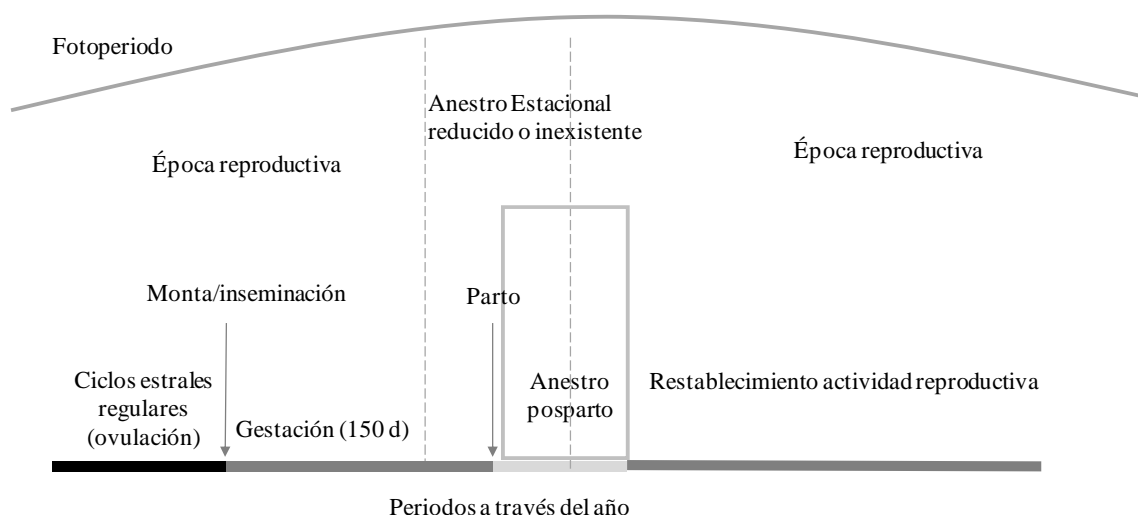 Fotoperiodo
Anestro Estacional
reducido o inexistente
Época reproductiva
Época reproductiva
Monta/inseminación
Parto
Ciclos estrales
regulares
(ovulación)
Gestación (150 d)
Anestro
posparto
Restablecimiento actividad reproductiva
Periodos a través del año